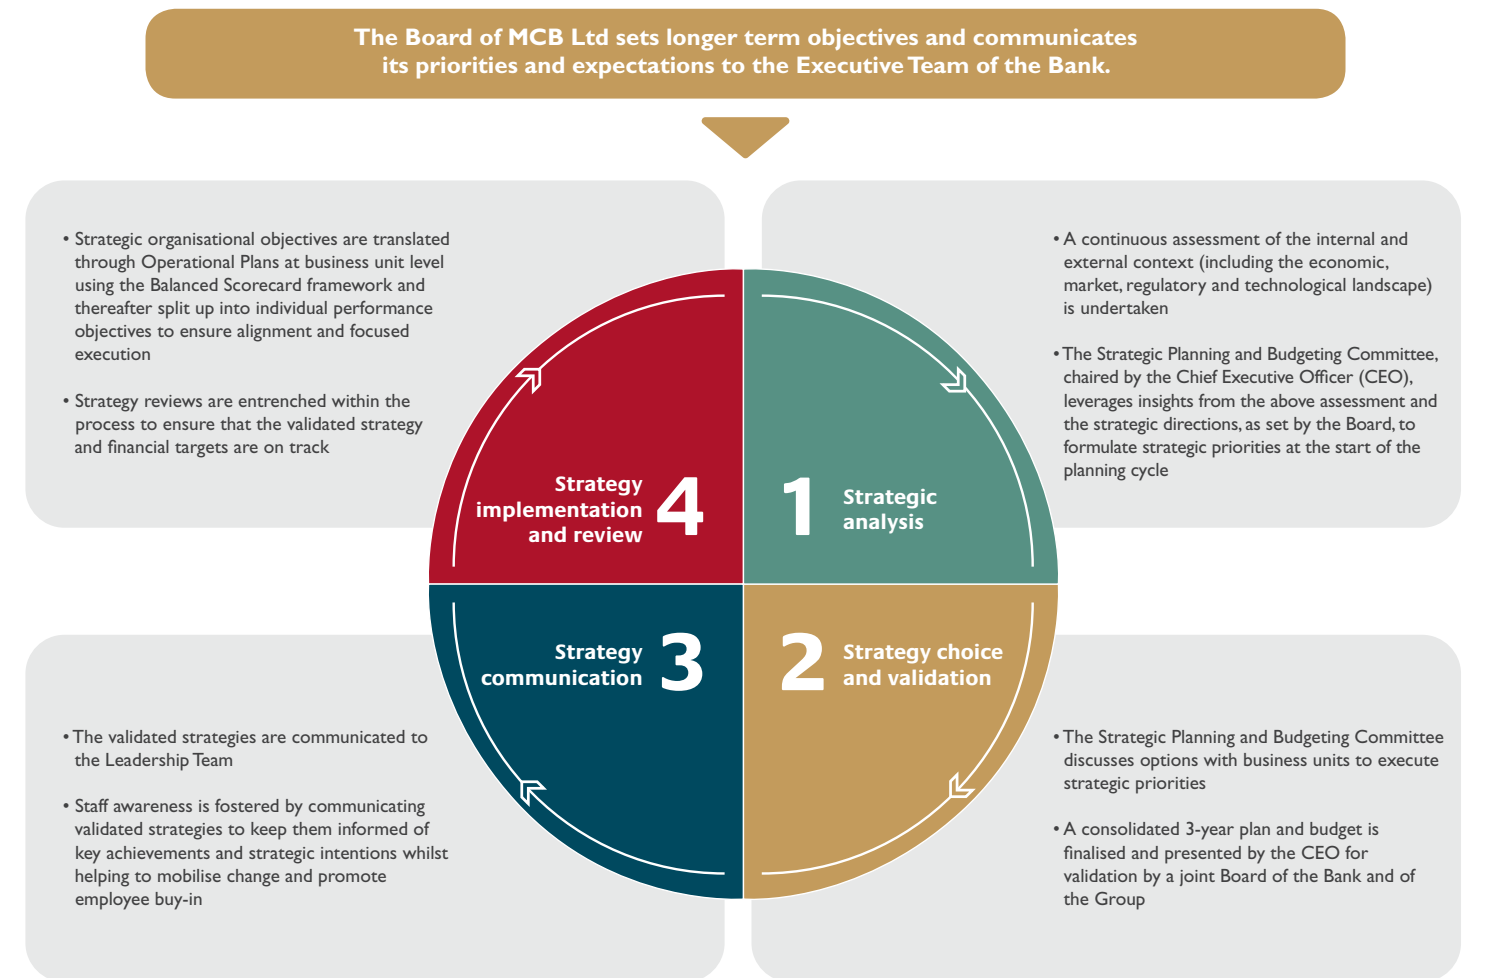 The Board of MCB Ltd sets longer term objectives and communicates
its priorities and expectations to the Executive Team of the Bank.
• Strategic organisational objectives are translated
through Operational Plans at business unit level
using the Balanced Scorecard framework and
thereafter split up into individual performance
objectives to ensure alignment and focused
execution
• Strategy reviews are entrenched within the
process to ensure that the validated strategy
and financial targets are on track
• A continuous assessment of the internal and
external context (including the economic,
market, regulatory and technological landscape)
is undertaken
• The Strategic Planning and Budgeting Committee,
chaired by the Chief Executive Officer (CEO),
leverages insights from the above assessment and
the strategic directions, as set by the Board, to
formulate strategic priorities at the start of the
planning cycle
Strategy
implementation
and review
4
1
Strategic
analysis
Strategy
communication
3
2
Strategy choice
and validation
• The validated strategies are communicated to
the Leadership Team
• Staff awareness is fostered by communicating
validated strategies to keep them informed of
key achievements and strategic intentions whilst
helping to mobilise change and promote
employee buy-in
• The Strategic Planning and Budgeting Committee
discusses options with business units to execute
strategic priorities
• A consolidated 3-year plan and budget is
finalised and presented by the CEO for
validation by a joint Board of the Bank and of
the Group